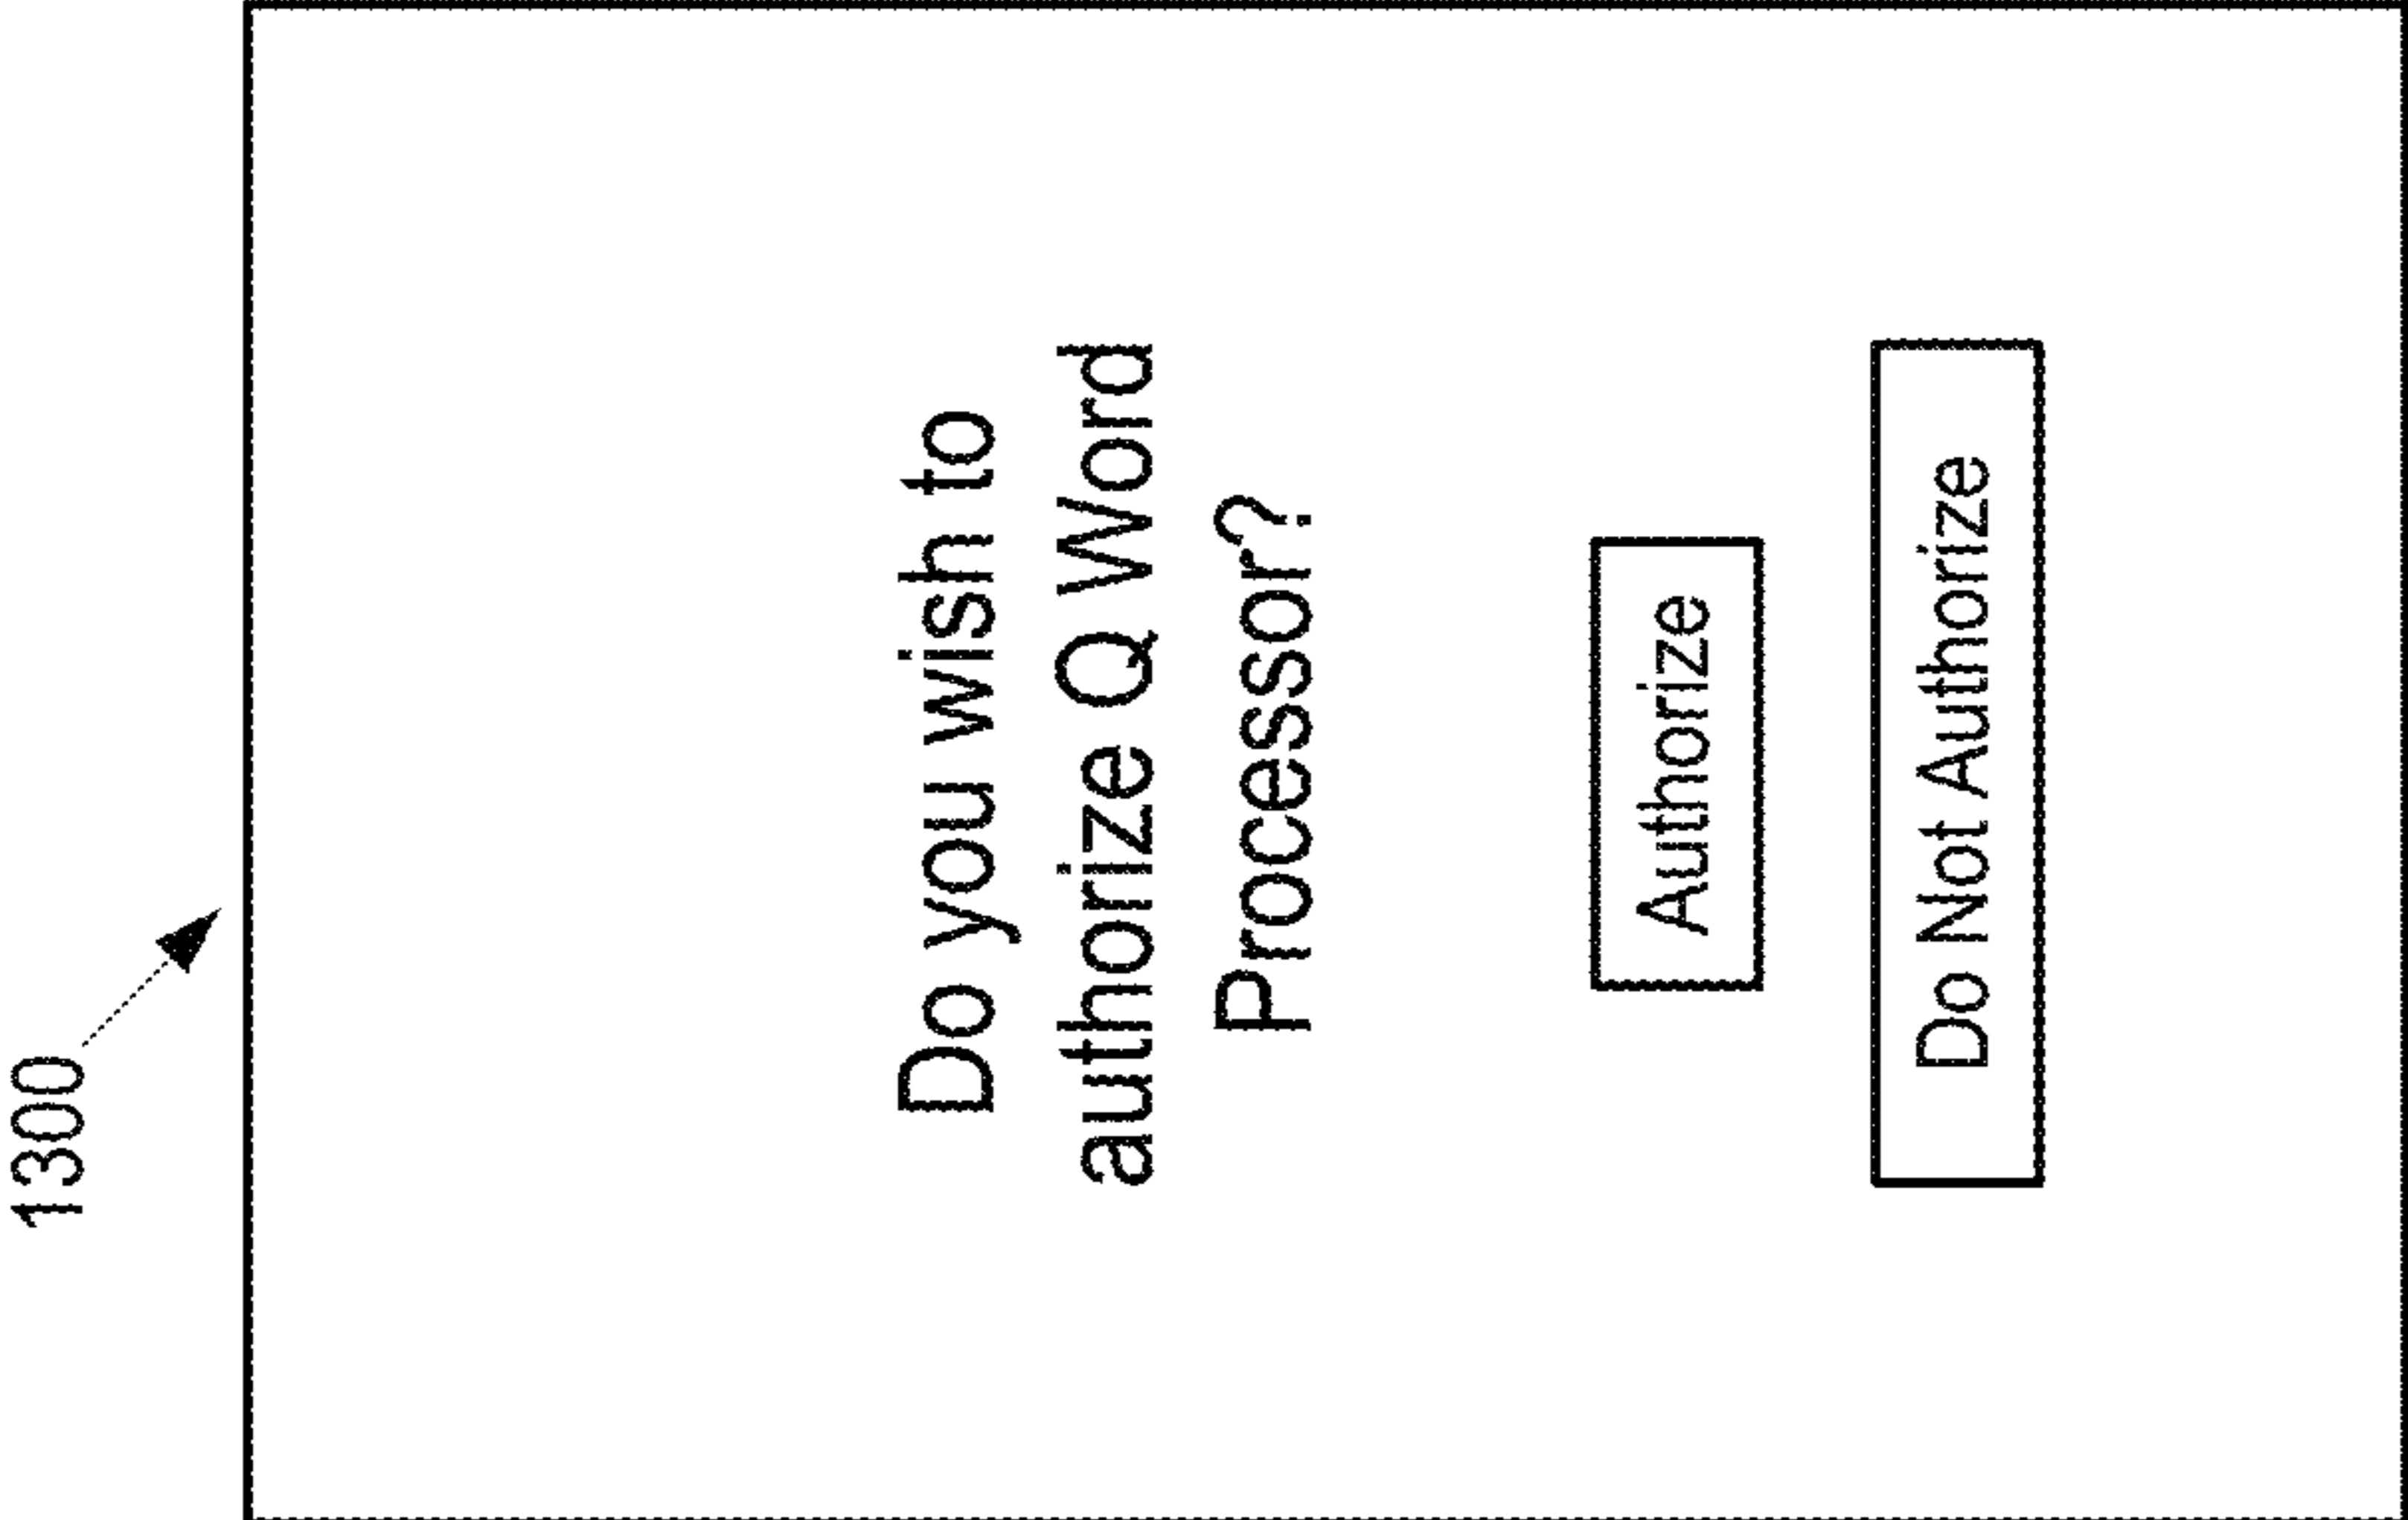 1300
Do you wish to
authorize Q Word
Processor?
Authorize
Do Not Authorize